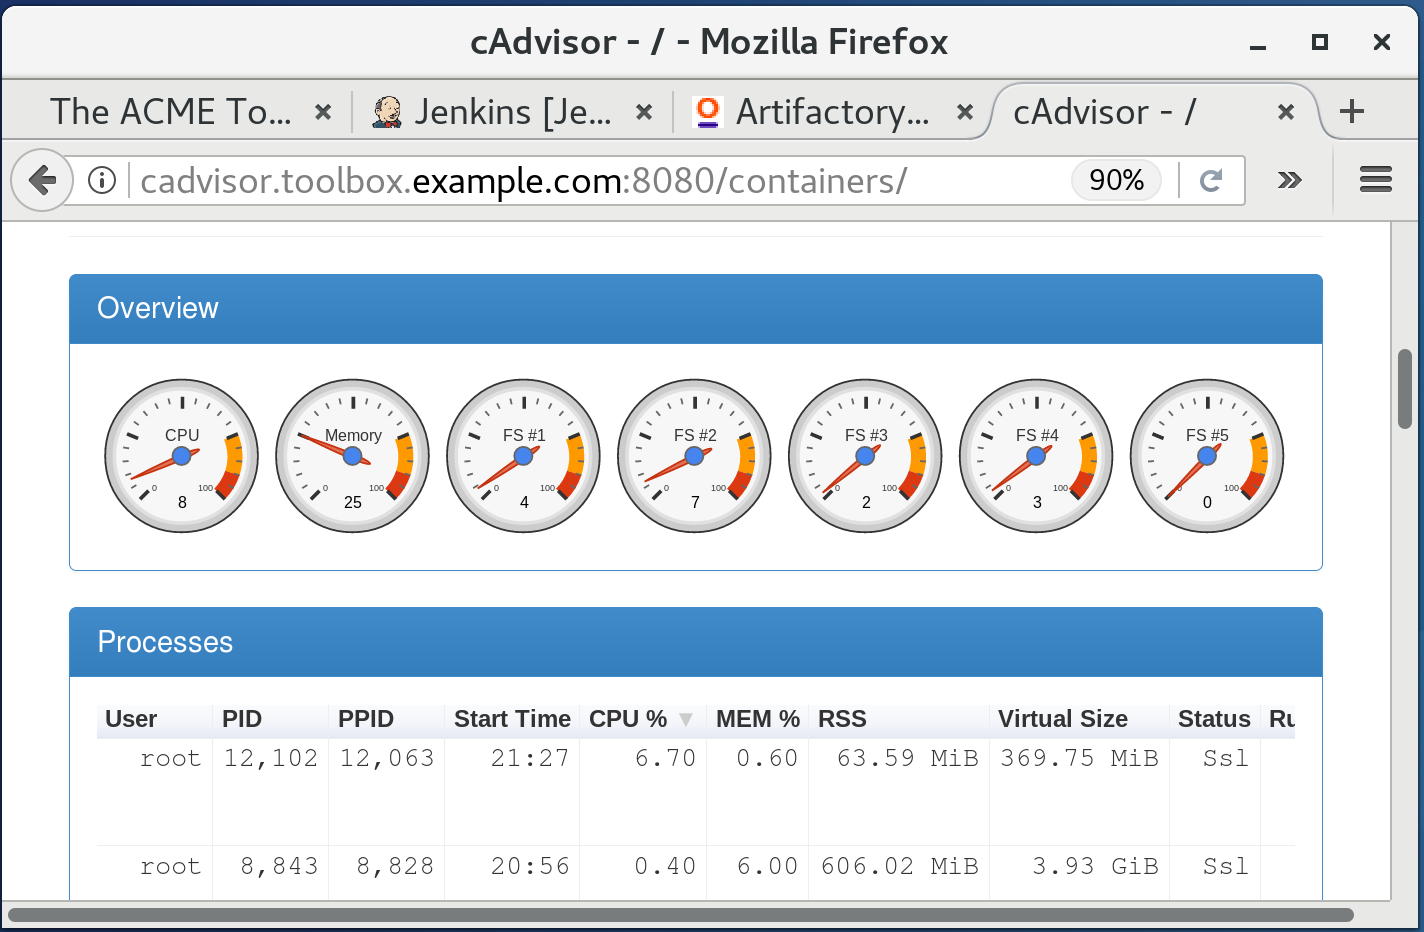 cAdvisor - / - Mozilla Firefox
The ACME To... Jenkins [Je... Artifactory... cAdvisor - /
cadvisor.toolbox.example.com:8080/containers/ 90%
Overview
CPU Memory FS #1 FS #2 FS #3 FS #4 FS #5
0 100 0 100 0 100 0 100 0 100 0 100 0 100
8 25 4 7 2 3 0
Processes
User PID PPID Start Time CPU % ▼ MEM % RSS Virtual Size Status Ru
root 12,102 12,063 21:27 6.70 0.60 63.59 MiB 369.75 MiB Ssl
root 8,843 8,828 20:56 0.40 6.00 606.02 MiB 3.93 GiB Ssl